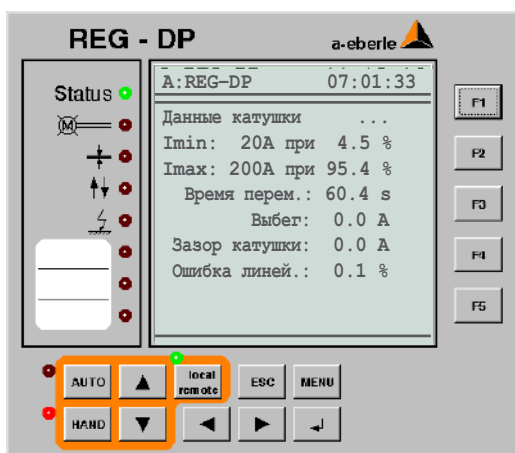 REG - DP
a-eberle
Status
A:REG-DP 07:01:33
Данные катушки ...
Imin: 20A при 4.5 %
Imax: 200A при 95.4 %
Время перем.: 60.4 s
Выбег: 0.0 A
Зазор катушки: 0.0 A
Ошибка линей.: 0.1 %
F1
F2
F3
F4
F5
M
AUTO
local
remote
ESC
MENU
HAND